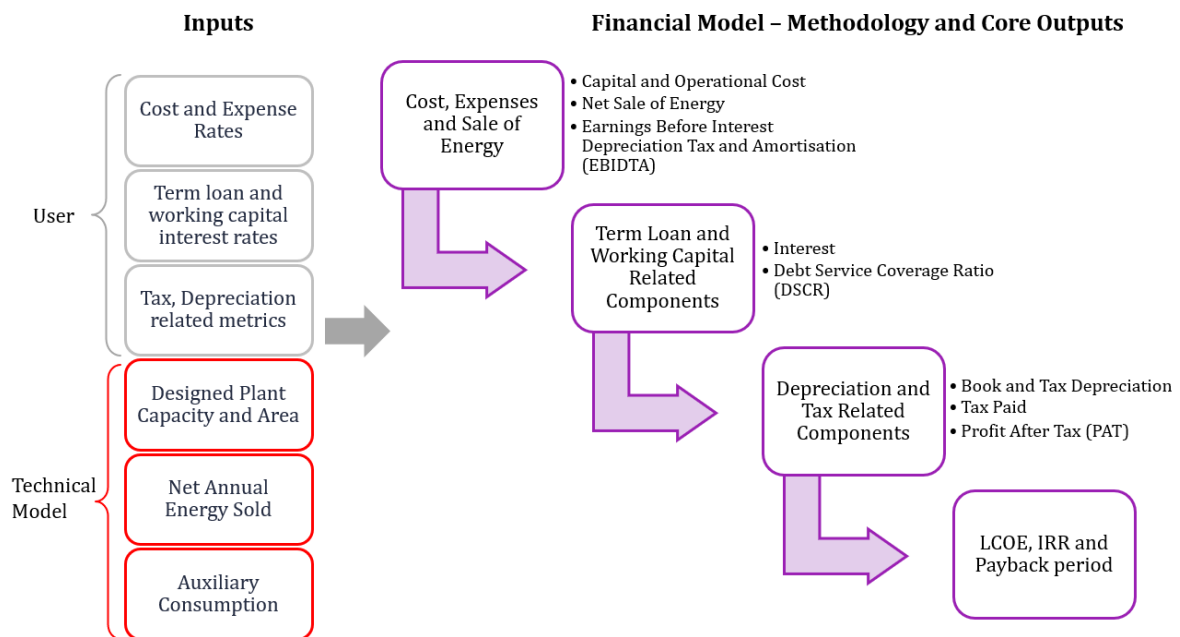 Inputs
Financial Model – Methodology and Core Outputs
User
Cost and Expense
Rates
Term loan and
working capital
interest rates
Tax, Depreciation
related metrics
Technical
Model
Designed Plant
Capacity and Area
Net Annual
Energy Sold
Auxiliary
Consumption
Cost, Expenses
and Sale of
Energy
• Capital and Operational Cost
• Net Sale of Energy
• Earnings Before Interest
Depreciation Tax and Amortisation
(EBIDTA)
Term Loan and
Working Capital
Related
Components
• Interest
• Debt Service Coverage Ratio
(DSCR)
Depreciation and
Tax Related
Components
• Book and Tax Depreciation
• Tax Paid
• Profit After Tax (PAT)
LCOE, IRR and
Payback period